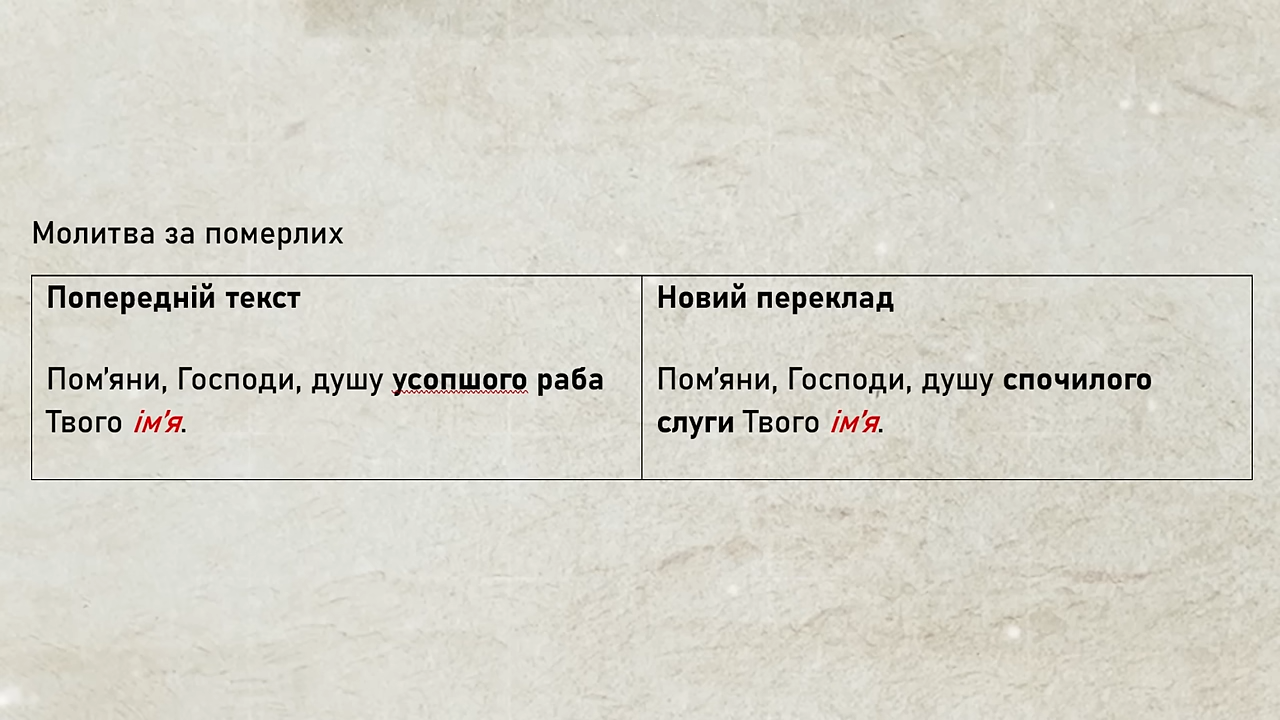 Молитва за померлих
Попередній текст
Пом’яни, Господи, душу усопшого раба
Твого ім’я.
Новий переклад
Пом’яни, Господи, душу спочилого
слуги Твого ім’я.